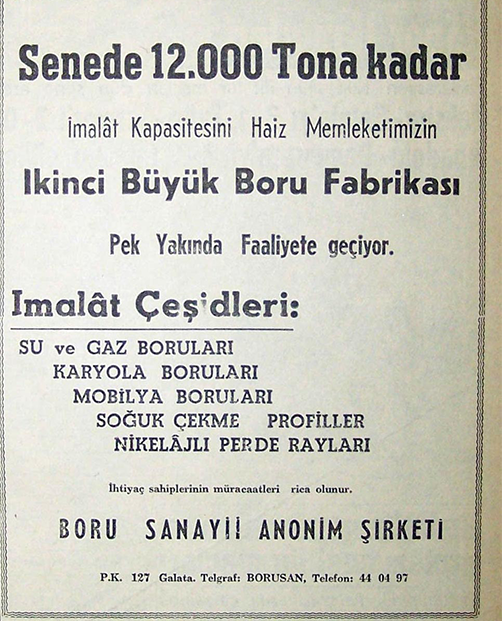 Senede 12.000 Tona kadar
İmalât Kapasitesini Haiz Memleketimizin
Ikinci Büyük Boru Fabrikası
Pek Yakında Faaliyete geçiyor.
Imalât Çeşidleri:
SU ve GAZ BORULARI
KARYOLA BORULARI
MOBİLYA BORULARI
SOĞUK ÇEKME PROFİLLER
NİKELÂJLI PERDE RAYLARI
İhtiyaç sahiplerinin müracaatleri rica olunur.
BORU SANAYİİ ANONİM ŞİRKETİ
P.K. 127 Galata. Telgraf: BORUSAN, Telefon: 44 04 97